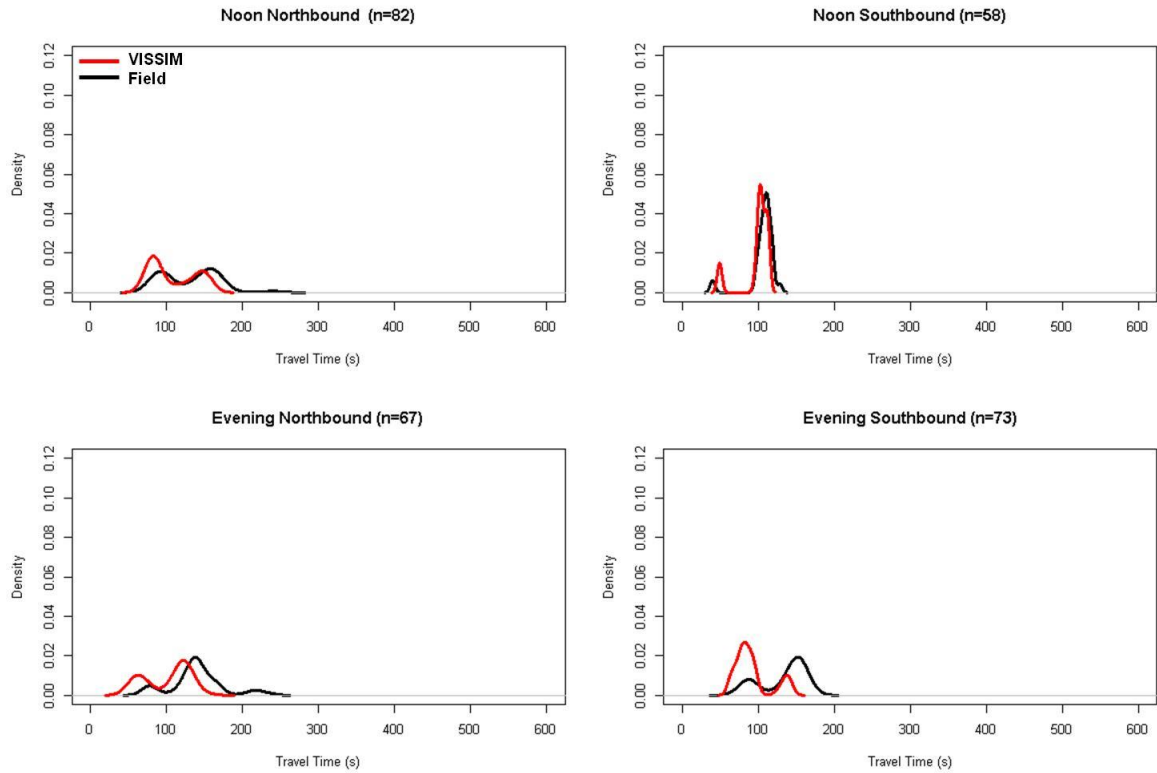 Noon Northbound (n=82)
0.00 0.02 0.04 0.06 0.08 0.10 0.12
Density
VISSIM
Field
0 100 200 300 400 500 600
Travel Time (s)
Noon Southbound (n=58)
0.00 0.02 0.04 0.06 0.08 0.10 0.12
Density
0 100 200 300 400 500 600
Travel Time (s)
Evening Northbound (n=67)
0.00 0.02 0.04 0.06 0.08 0.10 0.12
Density
0 100 200 300 400 500 600
Travel Time (s)
Evening Southbound (n=73)
0.00 0.02 0.04 0.06 0.08 0.10 0.12
Density
0 100 200 300 400 500 600
Travel Time (s)